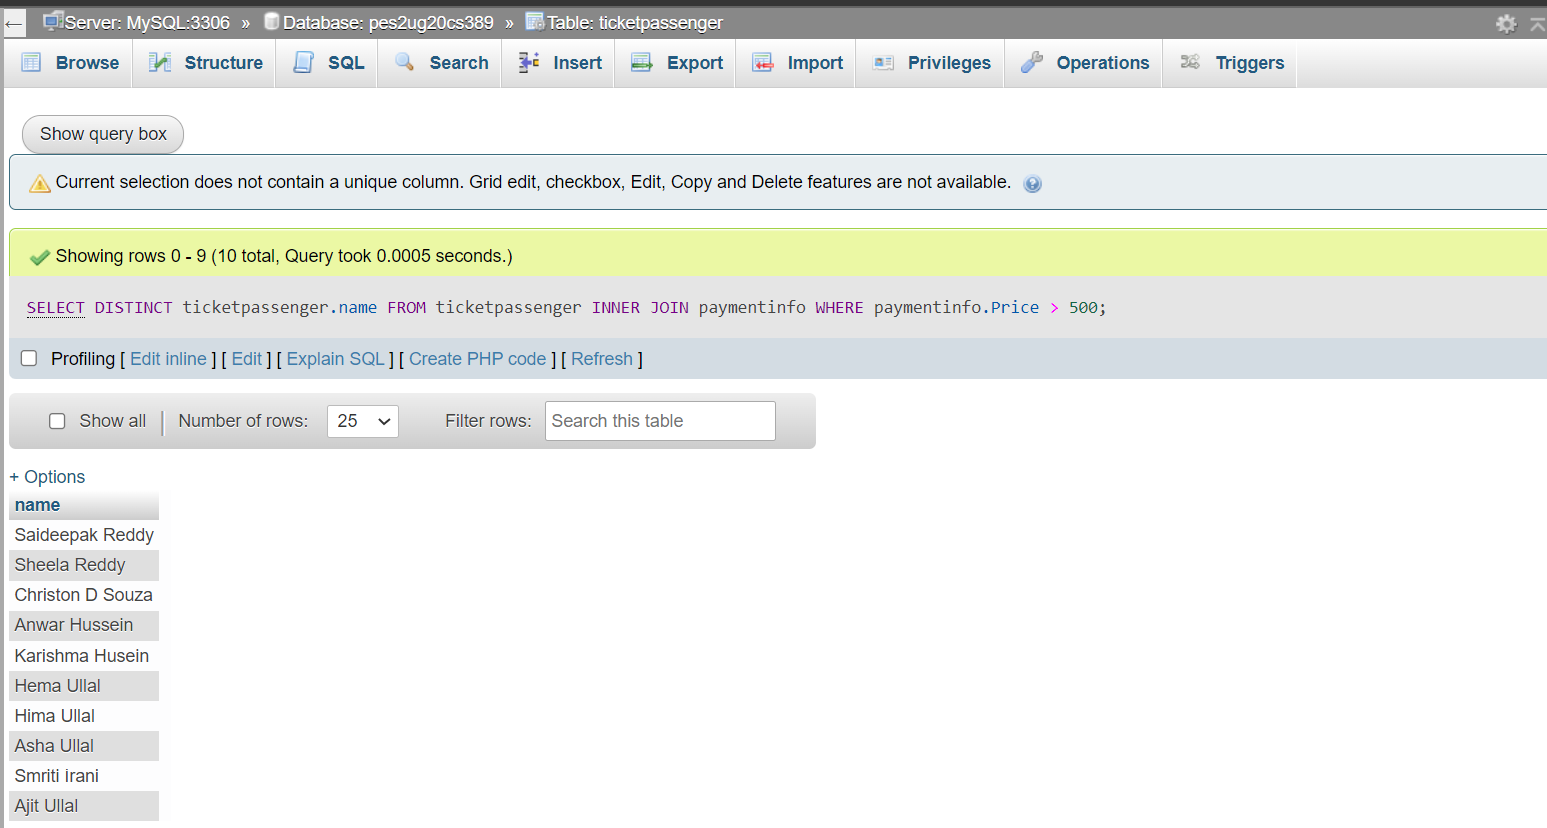 Server: MySQL:3306 » Database: pes2ug20cs389 » Table: ticketpassenger
Browse Structure SQL Search Insert Export Import Privileges Operations Triggers
Show query box
Current selection does not contain a unique column. Grid edit, checkbox, Edit, Copy and Delete features are not available.
Showing rows 0 - 9 (10 total, Query took 0.0005 seconds.)
SELECT DISTINCT ticketpassenger.name FROM ticketpassenger INNER JOIN paymentinfo WHERE paymentinfo.Price > 500;
Profiling [ Edit inline ] [ Edit ] [ Explain SQL ] [ Create PHP code ] [ Refresh ]
Show all Number of rows: 25 Filter rows: Search this table
+ Options
name
Saideepak Reddy
Sheela Reddy
Christon D Souza
Anwar Hussein
Karishma Husein
Hema Ullal
Hima Ullal
Asha Ullal
Smriti irani
Ajit Ullal